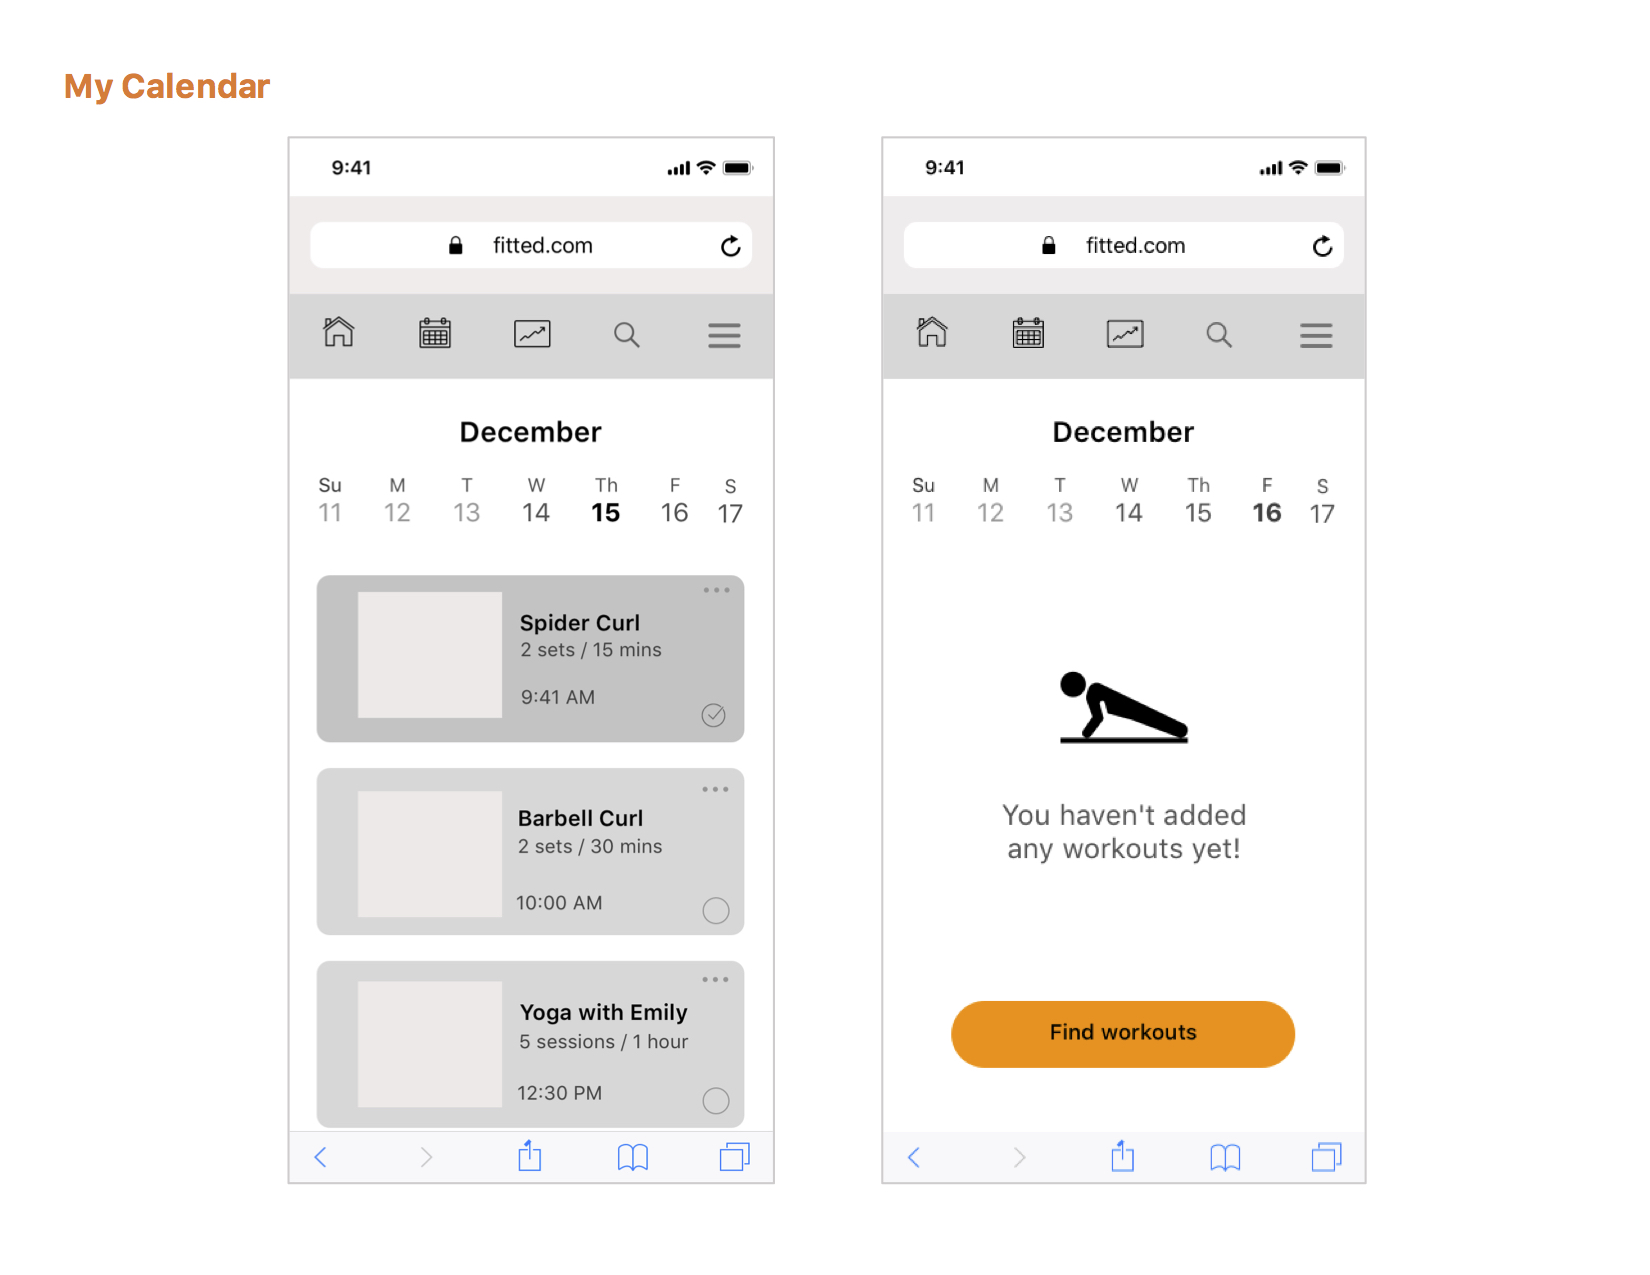 My Calendar
9:41
fitted.com
December
Su M T W Th F S
11 12 13 14 15 16 17
Spider Curl
2 sets / 15 mins
9:41 AM
Barbell Curl
2 sets / 30 mins
10:00 AM
Yoga with Emily
5 sessions / 1 hour
12:30 PM
9:41
fitted.com
December
Su M T W Th F S
11 12 13 14 15 16 17
You haven't added
any workouts yet!
Find workouts